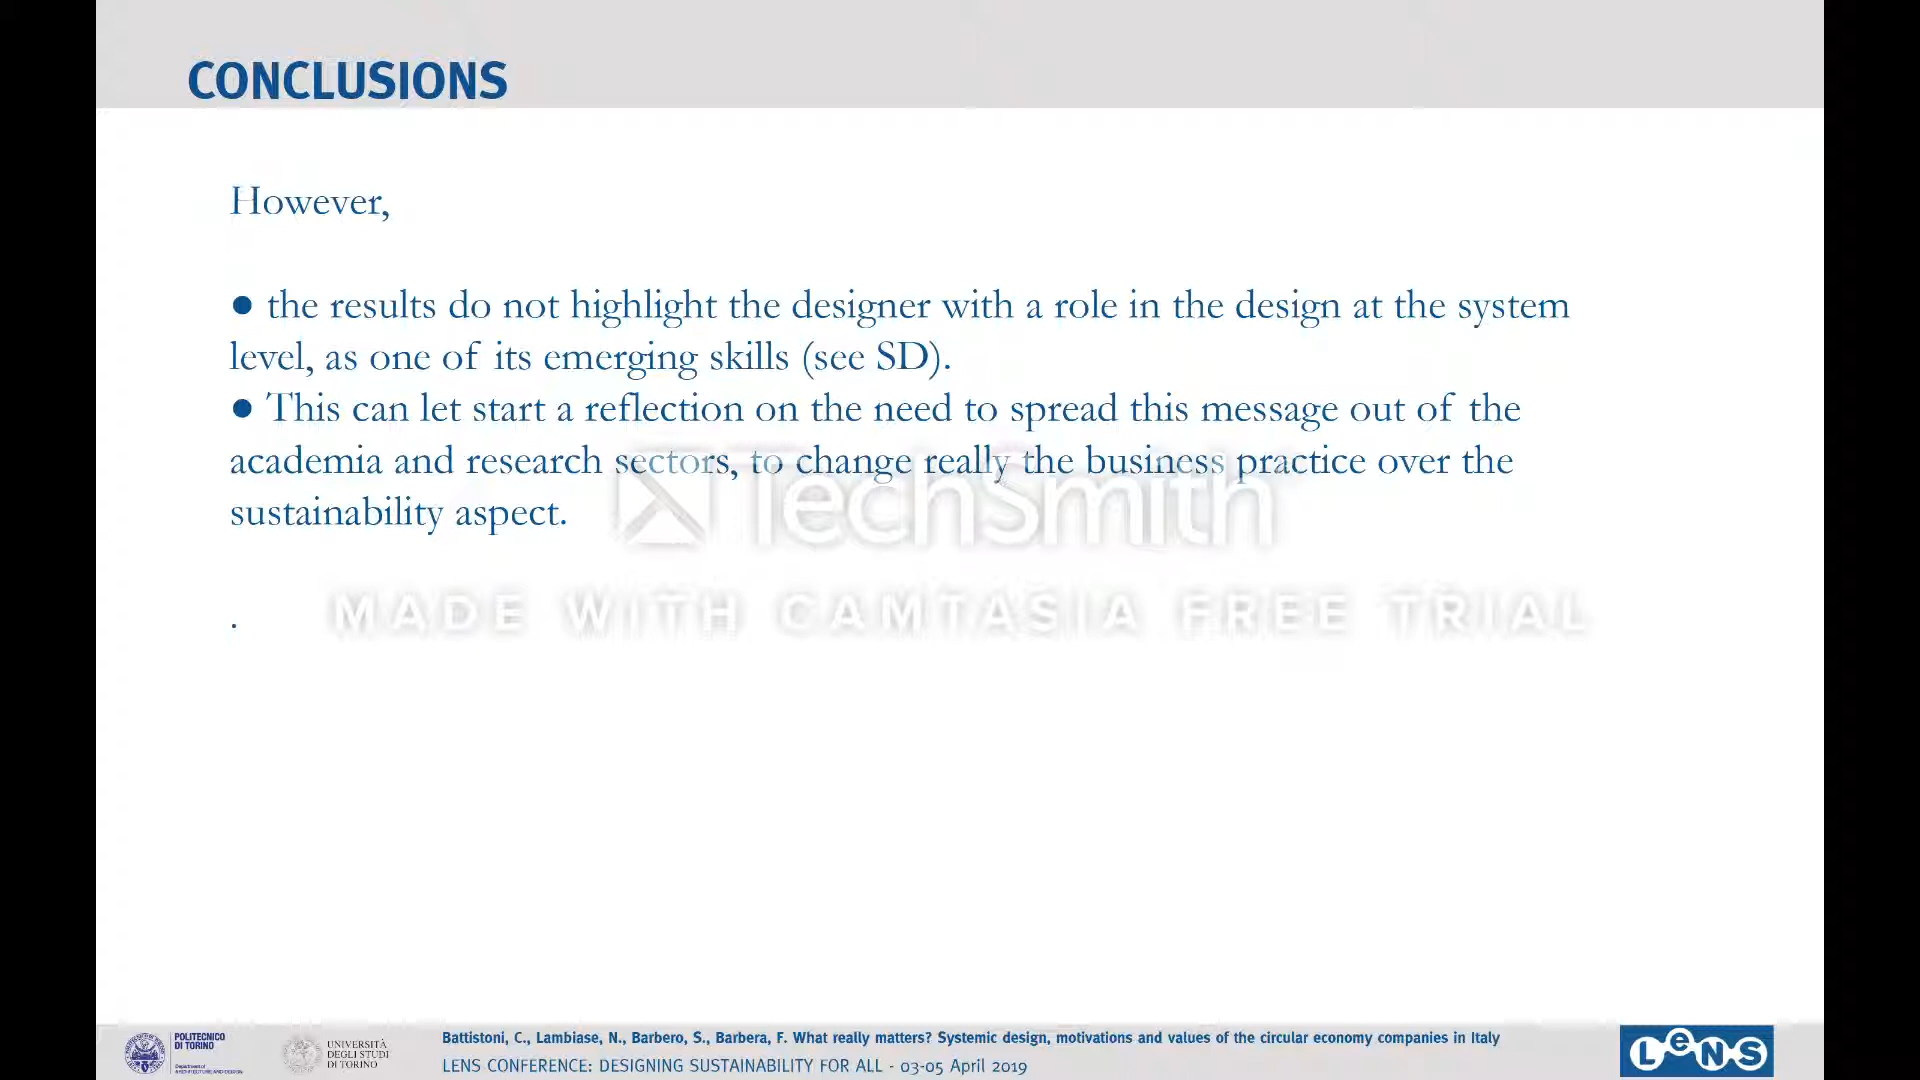 CONCLUSIONS
However,
● the results do not highlight the designer with a role in the design at the system
level, as one of its emerging skills (see SD).
● This can let start a reflection on the need to spread this message out of the
academia and research sectors, to change really the business practice over the
sustainability aspect.
TechSmith
MADE WITH CAMTASIA FREE TRIAL
.
POLITECNICO
DI TORINO
Department of
ARCHITECTURE AND DESIGN
UNIVERSITÀ
DEGLI STUDI
DI TORINO
Battistoni, C., Lambiase, N., Barbero, S., Barbera, F. What really matters? Systemic design, motivations and values of the circular economy companies in Italy
LENS CONFERENCE: DESIGNING SUSTAINABILITY FOR ALL - 03-05 April 2019
LeNS